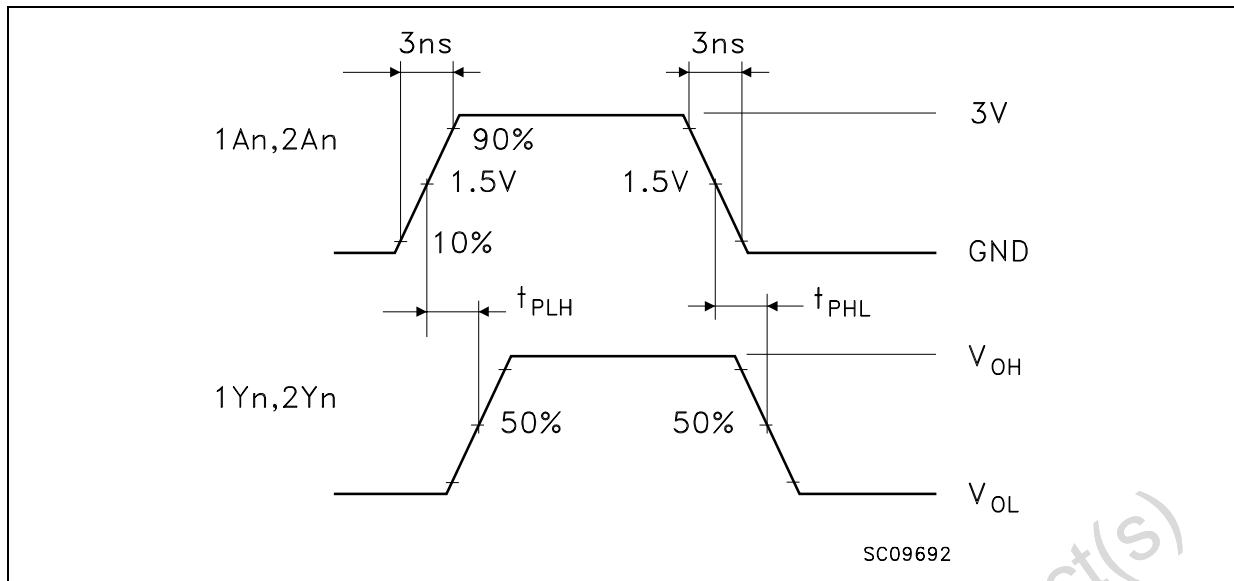 3ns 3ns
3V
1An,2An
90%
1.5V 1.5V
10%
GND
tPLH tPHL
VOH
1Yn,2Yn
50% 50%
VOL
SC09692
ct(s)